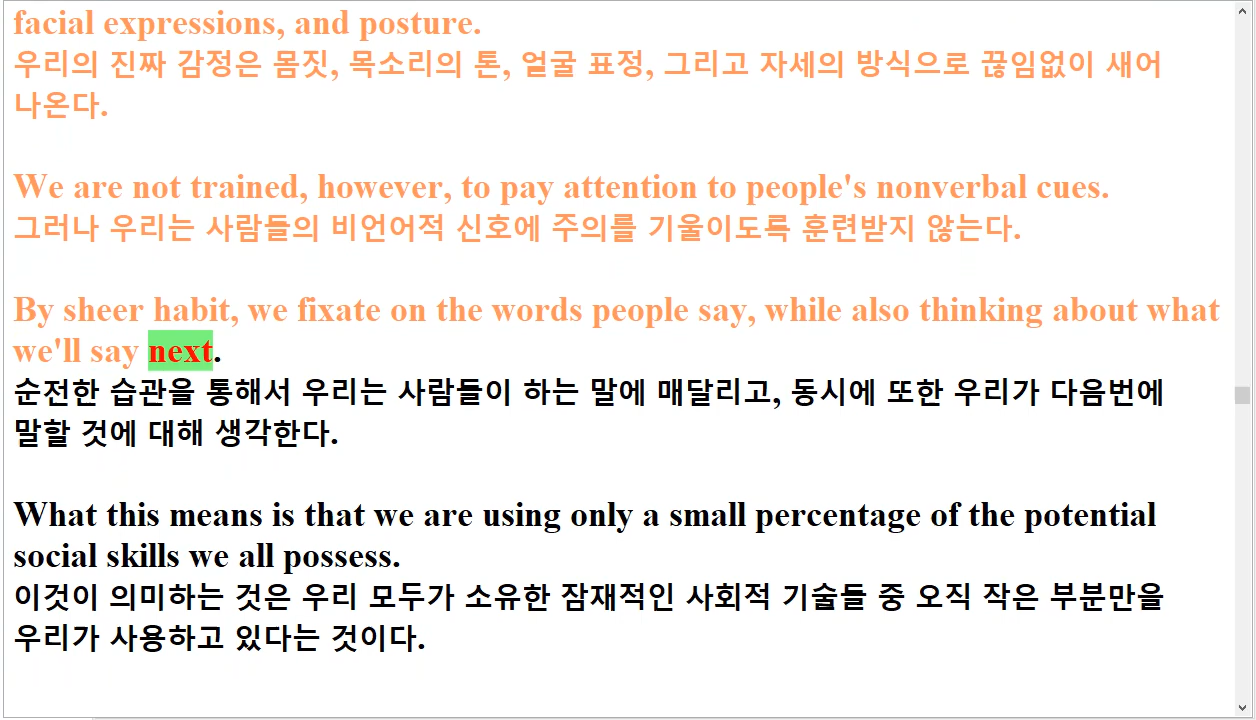 facial expressions, and posture.
우리의 진짜 감정은 몸짓, 목소리의 톤, 얼굴 표정, 그리고 자세의 방식으로 끊임없이 새어
나온다.
We are not trained, however, to pay attention to people's nonverbal cues.
그러나 우리는 사람들의 비언어적 신호에 주의를 기울이도록 훈련받지 않는다.
By sheer habit, we fixate on the words people say, while also thinking about what
we'll say next.
순전한 습관을 통해서 우리는 사람들이 하는 말에 매달리고, 동시에 또한 우리가 다음번에
말할 것에 대해 생각한다.
What this means is that we are using only a small percentage of the potential
social skills we all possess.
이것이 의미하는 것은 우리 모두가 소유한 잠재적인 사회적 기술들 중 오직 작은 부분만을
우리가 사용하고 있다는 것이다.